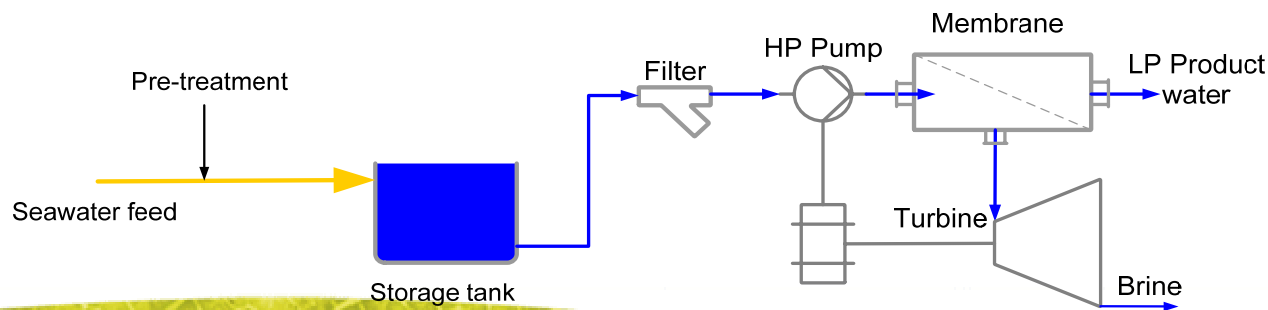 Pre-treatment
Seawater feed
Storage tank
Filter
HP Pump
Membrane
LP Product
water
Turbine
Brine